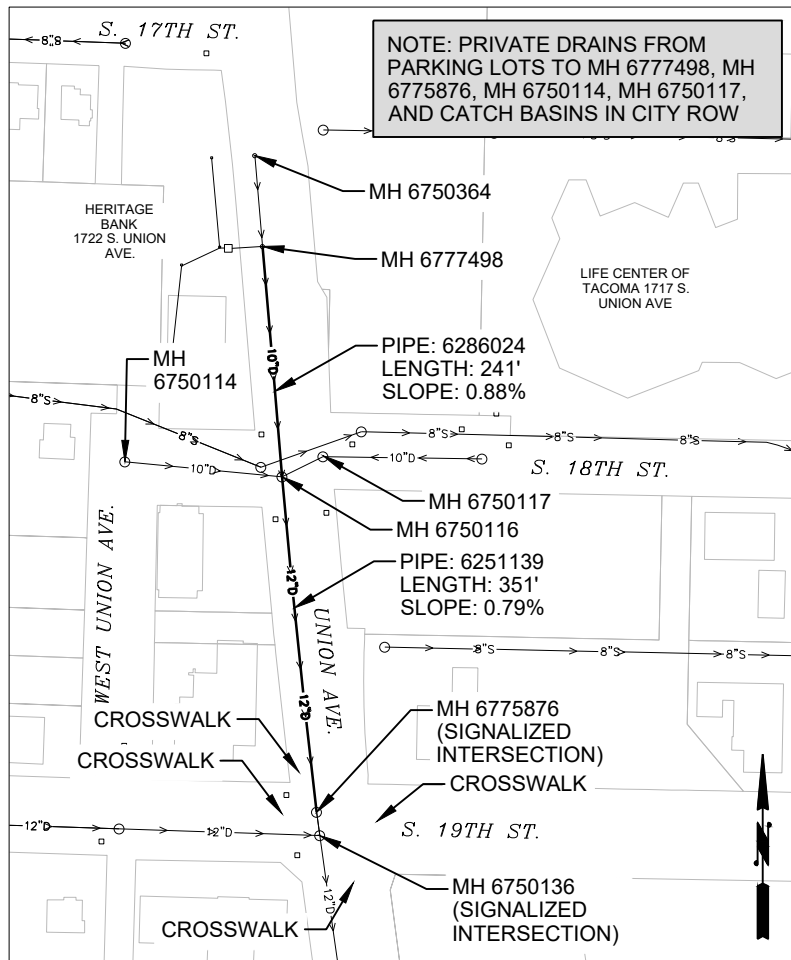 S. 17TH ST.
8"S
8"S
NOTE: PRIVATE DRAINS FROM
PARKING LOTS TO MH 6777498, MH
6775876, MH 6750114, MH 6750117,
AND CATCH BASINS IN CITY ROW
MH 6750364
HERITAGE
BANK
1722 S. UNION
AVE.
MH 6777498
LIFE CENTER OF
TACOMA 1717 S.
UNION AVE
MH
6750114
10"D
PIPE: 6286024
LENGTH: 241'
SLOPE: 0.88%
8"S
8"S
8"S
8"S
8"S
10"D
10"D
S. 18TH ST.
MH 6750117
MH 6750116
WEST UNION AVE.
12"D
PIPE: 6251139
LENGTH: 351'
SLOPE: 0.79%
UNION AVE.
8"S
8"S
8"S
12"D
CROSSWALK
CROSSWALK
MH 6775876
(SIGNALIZED
INTERSECTION)
CROSSWALK
12"D
12"D
S. 19TH ST.
12"D
CROSSWALK
MH 6750136
(SIGNALIZED
INTERSECTION)
N